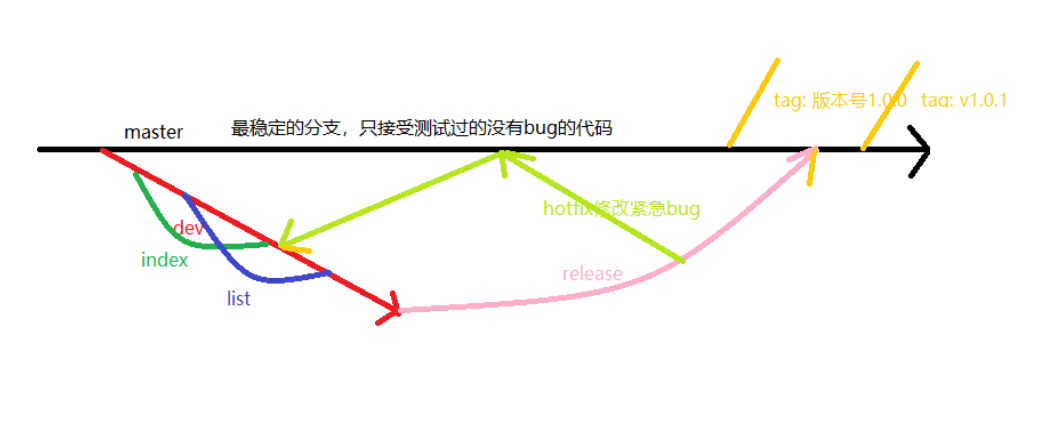 tag: 版本号1.0.0 tag: v1.0.1
master 最稳定的分支，只接受测试过的没有bug的代码
hotfix修改紧急bug
dev
index
release
list